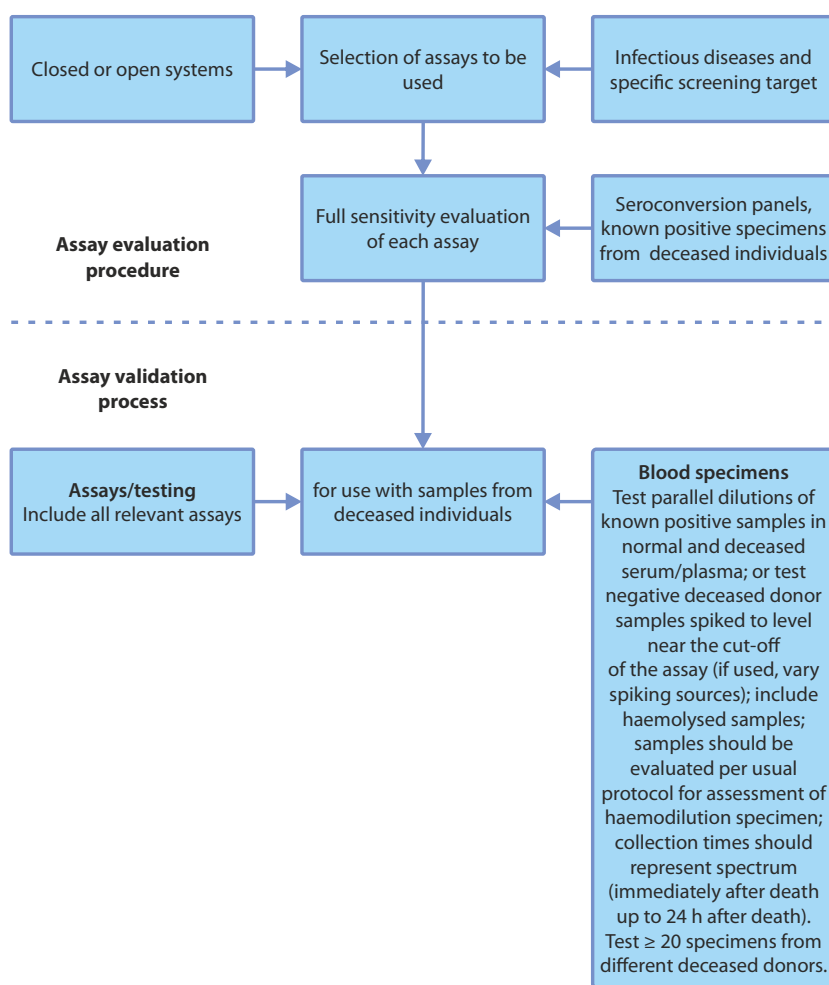 Closed or open systems
Selection of assays to be
used
Infectious diseases and
specific screening target
Full sensitivity evaluation
of each assay
Seroconversion panels,
known positive specimens
from deceased individuals
Assay evaluation
procedure
Assay validation
process
Assays/testing
Include all relevant assays
for use with samples from
deceased individuals
Blood specimens
Test parallel dilutions of
known positive samples in
normal and deceased
serum/plasma; or test
negative deceased donor
samples spiked to level
near the cut-off
of the assay (if used, vary
spiking sources); include
haemolysed samples;
samples should be
evaluated per usual
protocol for assessment of
haemodilution specimen;
collection times should
represent spectrum
(immediately after death
up to 24 h after death).
Test ≥ 20 specimens from
different deceased donors.